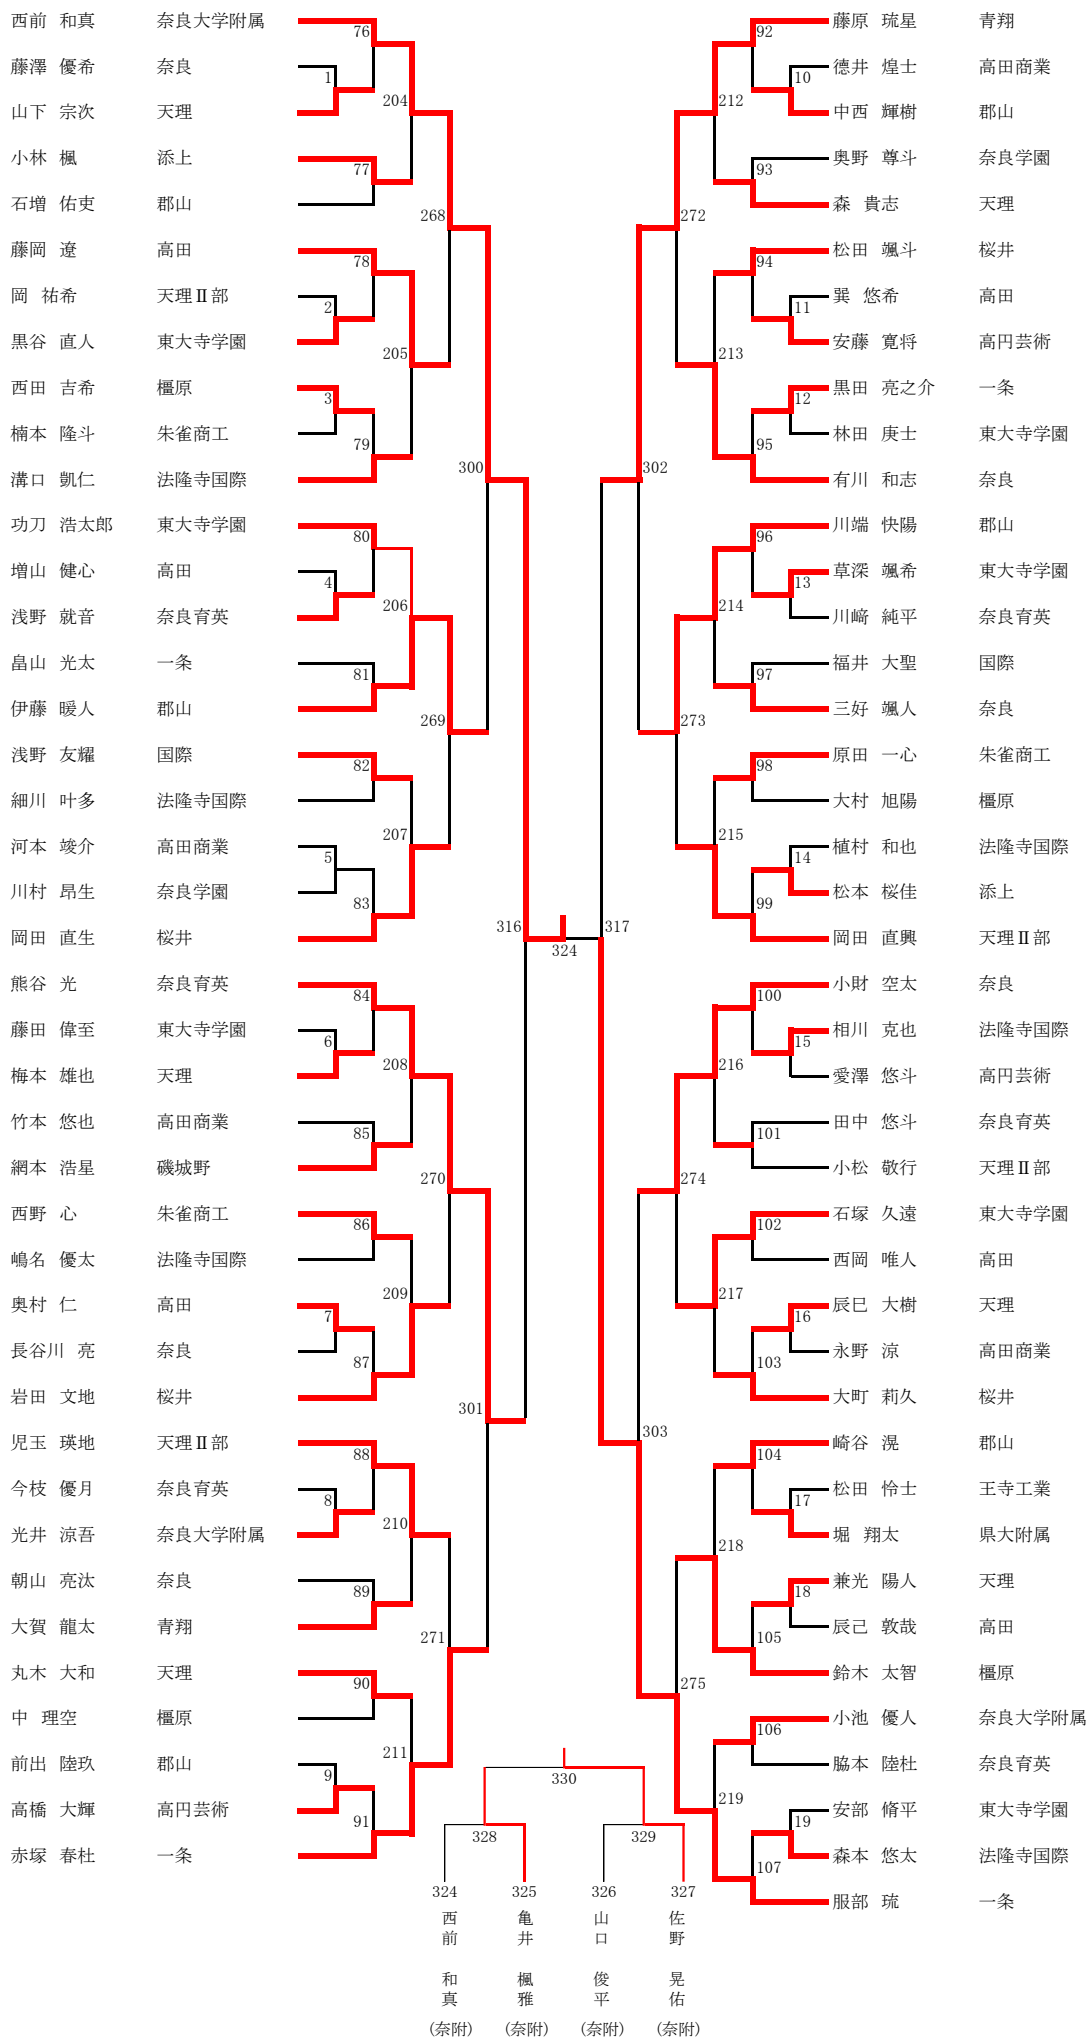 西前 和真 奈良大学附属
藤澤 優希 奈良
山下 宗次 天理
小林 楓 添上
石増 佑吏 郡山
藤岡 遼 高田
岡 祐希 天理Ⅱ部
黒谷 直人 東大寺学園
西田 吉希 橿原
楠本 隆斗 朱雀商工
溝口 凱仁 法隆寺国際
功刀 浩太郎 東大寺学園
増山 健心 高田
浅野 就音 奈良育英
畠山 光太 一条
伊藤 暖人 郡山
浅野 友耀 国際
細川 叶多 法隆寺国際
河本 竣介 高田商業
川村 昂生 奈良学園
岡田 直生 桜井
熊谷 光 奈良育英
藤田 偉至 東大寺学園
梅本 雄也 天理
竹本 悠也 高田商業
網本 浩星 磯城野
西野 心 朱雀商工
嶋名 優太 法隆寺国際
奥村 仁 高田
長谷川 亮 奈良
岩田 文地 桜井
児玉 瑛地 天理Ⅱ部
今枝 優月 奈良育英
光井 涼吾 奈良大学附属
朝山 亮汰 奈良
大賀 龍太 青翔
丸木 大和 天理
中 理空 橿原
前出 陸玖 郡山
高橋 大輝 高円芸術
赤塚 春杜 一条
76
1
204
77
268
78
2
205
3
79
300
80
4
206
81
269
82
207
5
83
316
84
6
208
85
270
86
209
7
87
301
88
8
210
89
271
90
211
9
91
324
317
92
10
212
93
272
94
11
213
12
95
302
96
13
214
97
273
98
215
14
99
100
15
216
101
274
102
217
16
103
303
104
17
218
18
105
275
106
219
19
107
藤原 琉星 青翔
德井 煌士 高田商業
中西 輝樹 郡山
奥野 尊斗 奈良学園
森 貴志 天理
松田 颯斗 桜井
巽 悠希 高田
安藤 寛将 高円芸術
黒田 亮之介 一条
林田 庚士 東大寺学園
有川 和志 奈良
川端 快陽 郡山
草深 颯希 東大寺学園
川﨑 純平 奈良育英
福井 大聖 国際
三好 颯人 奈良
原田 一心 朱雀商工
大村 旭陽 橿原
植村 和也 法隆寺国際
松本 桜佳 添上
岡田 直興 天理Ⅱ部
小財 空太 奈良
相川 克也 法隆寺国際
愛澤 悠斗 高円芸術
田中 悠斗 奈良育英
小松 敬行 天理Ⅱ部
石塚 久遠 東大寺学園
西岡 唯人 高田
辰巳 大樹 天理
永野 涼 高田商業
大町 莉久 桜井
崎谷 滉 郡山
松田 怜士 王寺工業
堀 翔太 県大附属
兼光 陽人 天理
辰己 敦哉 高田
鈴木 太智 橿原
小池 優人 奈良大学附属
脇本 陸杜 奈良育英
安部 脩平 東大寺学園
森本 悠太 法隆寺国際
服部 琉 一条
330
328 329
324 325 326 327
西前 和真 (奈附)
亀井 楓雅 (奈附)
山口 俊平 (奈附)
佐野 晃佑 (奈附)